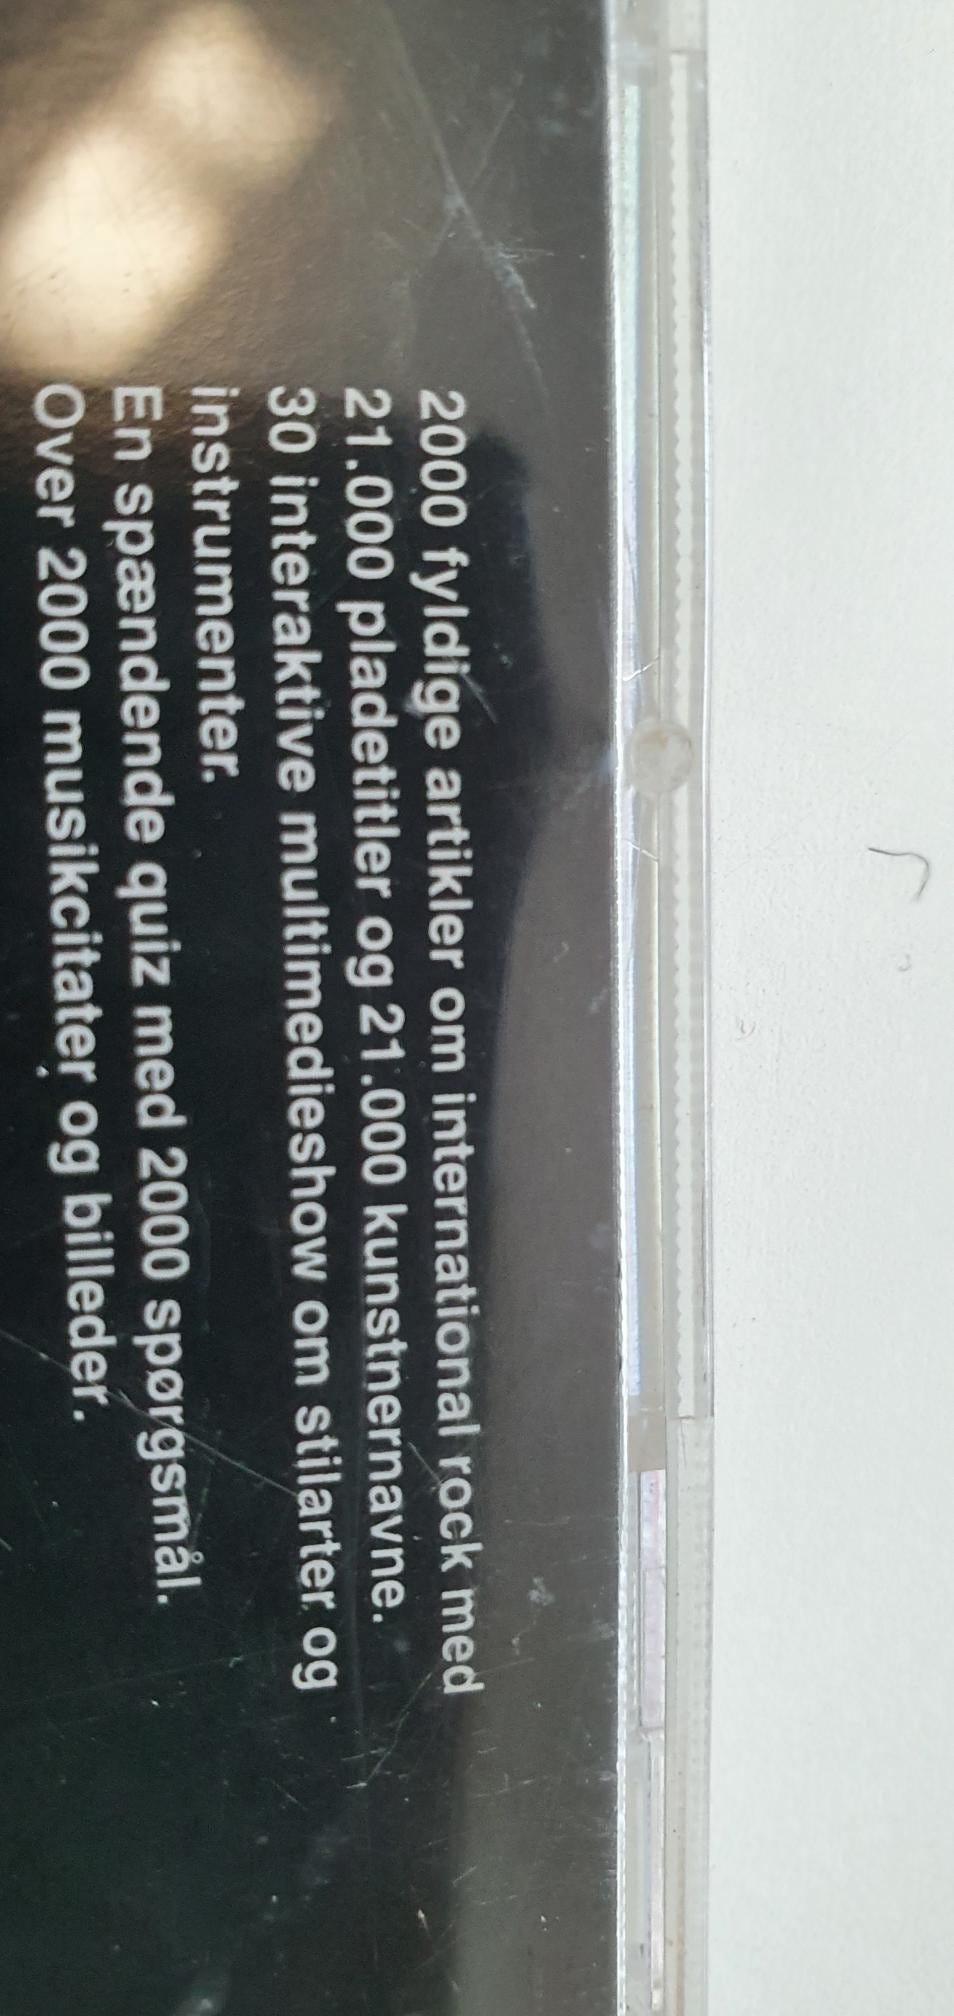 2000 fyldige artikler om international rock med
21.000 pladetitler og 21.000 kunstnernavne.
30 interaktive multimedieshow om stilarter og
instrumenter.
En spændende quiz med 2000 spørgsmål.
Over 2000 musikcitater og billeder.